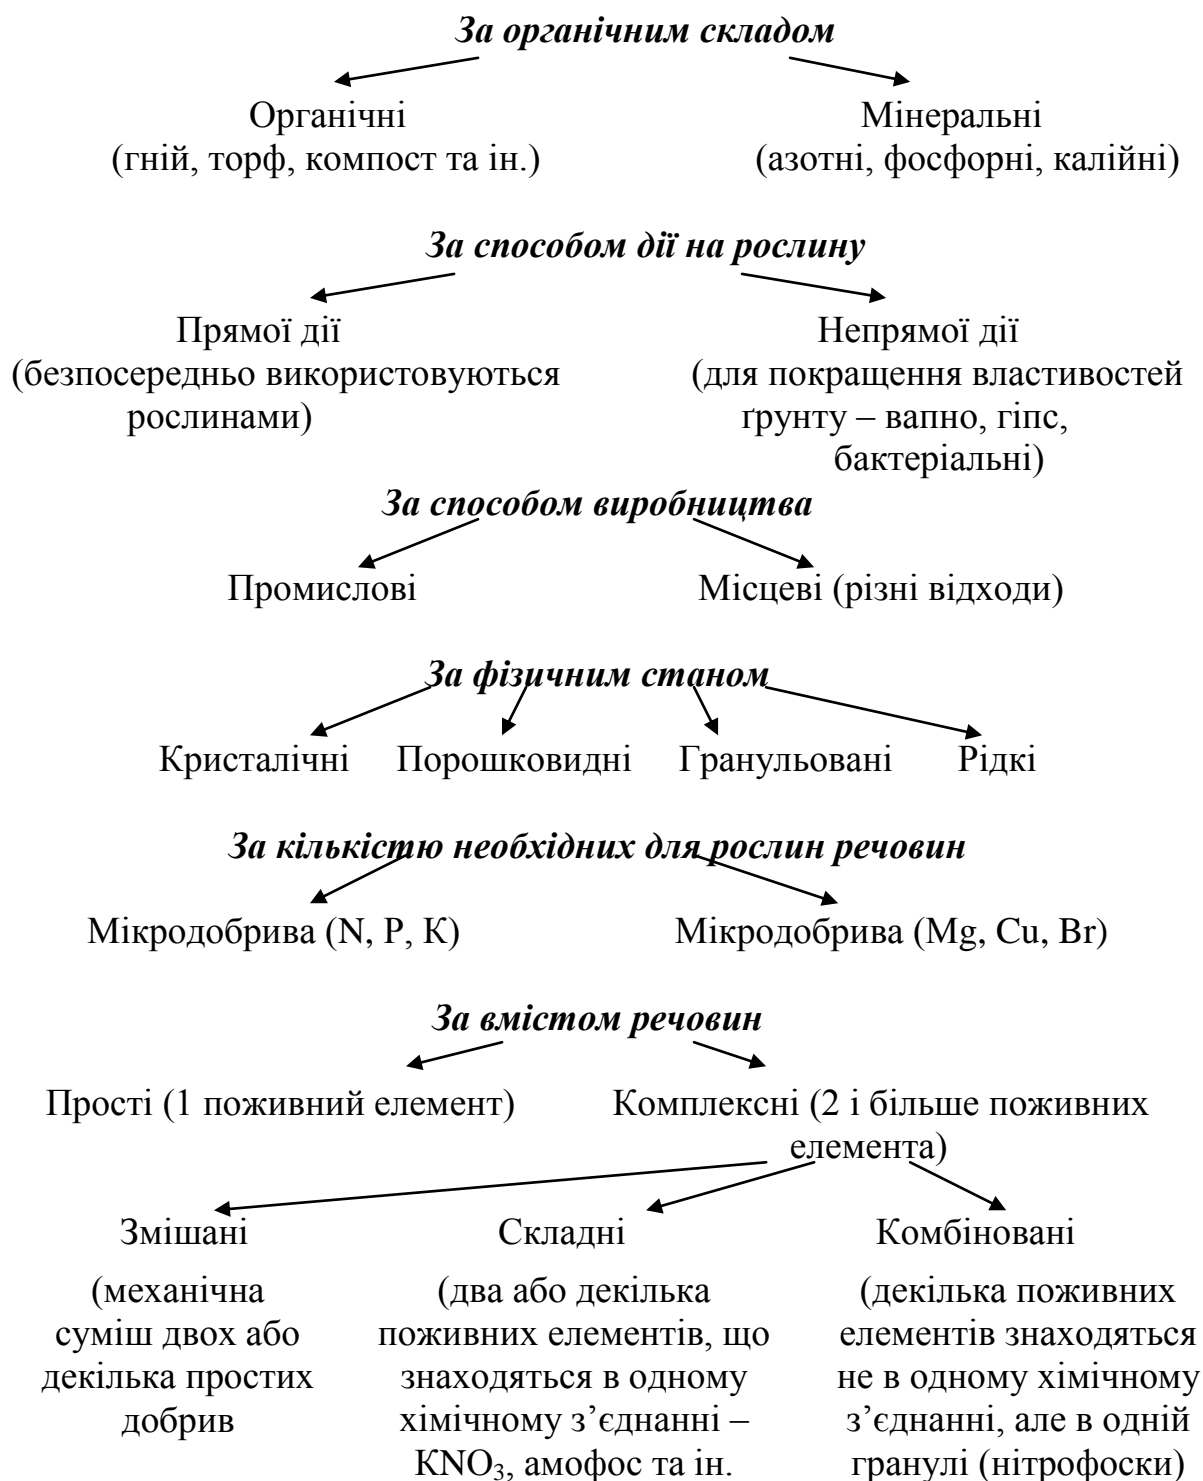 За органічним складом
Органічні
Мінеральні
(гній, торф, компост та ін.)
(азотні, фосфорні, калійні)
За способом дії на рослину
Прямої дії
Непрямої дії
(безпосередньо використовуються
рослинами)
(для покращення властивостей
ґрунту – вапно, гіпс,
бактеріальні)
За способом виробництва
Промислові
Місцеві (різні відходи)
За фізичним станом
Кристалічні
Порошковидні
Гранульовані
Рідкі
За кількістю необхідних для рослин речовин
Мікродобрива (N, P, К)
Мікродобрива (Mg, Cu, Br)
За вмістом речовин
Прості (1 поживний елемент)
Комплексні (2 і більше поживних
елемента)
Змішані
(механічна
суміш двох або
декілька простих
добрив
Складні
(два або декілька
поживних елементів, що
знаходяться в одному
хімічному з’єднанні –
KNO₃, амофос та ін.
Комбіновані
(декілька поживних
елементів знаходяться
не в одному хімічному
з’єднанні, але в одній
гранулі (нітрофоски)